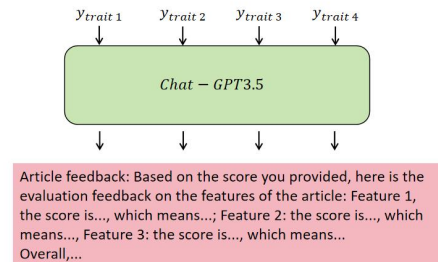 y_trait 1 y_trait 2 y_trait 3 y_trait 4
Chat − GPT3.5
Article feedback: Based on the score you provided, here is the
evaluation feedback on the features of the article: Feature 1,
the score is..., which means...; Feature 2: the score is..., which
means..., Feature 3: the score is..., which means...
Overall,...